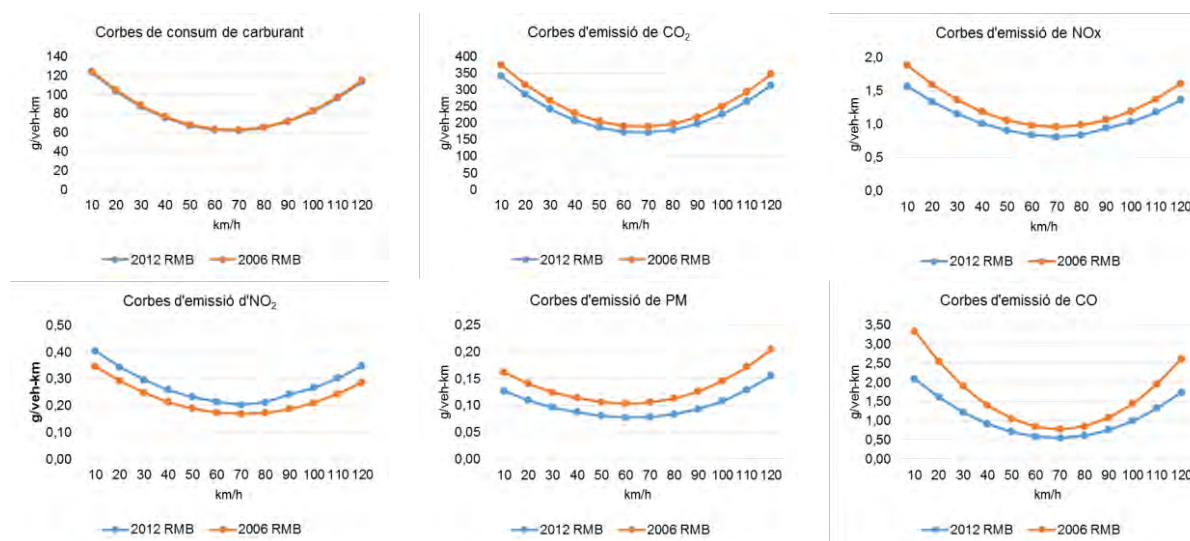 Corbes de consum de carburant
140
120
100
80
60
40
20
0
g/veh-km
10 20 30 40 50 60 70 80 90 100 110 120
km/h
2012 RMB 2006 RMB
Corbes d'emissió de CO₂
400
350
300
250
200
150
100
50
0
g/veh-km
10 20 30 40 50 60 70 80 90 100 110 120
km/h
2012 RMB 2006 RMB
Corbes d'emissió de NOx
2,0
1,5
1,0
0,5
0,0
g/veh-km
10 20 30 40 50 60 70 80 90 100 110 120
km/h
2012 RMB 2006 RMB
Corbes d'emissió d'NO₂
0,50
0,40
0,30
0,20
0,10
0,00
g/veh-km
10 20 30 40 50 60 70 80 90 100 110 120
km/h
2012 RMB 2006 RMB
Corbes d'emissió de PM
0,25
0,20
0,15
0,10
0,05
0,00
g/veh-km
10 20 30 40 50 60 70 80 90 100 110 120
km/h
2012 RMB 2006 RMB
Corbes d'emissió de CO
3,50
3,00
2,50
2,00
1,50
1,00
0,50
0,00
g/veh-km
10 20 30 40 50 60 70 80 90 100 110 120
km/h
2012 RMB 2006 RMB